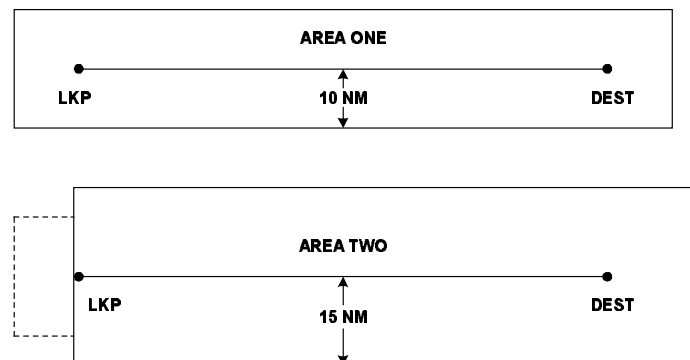 AREA ONE
LKP
10 NM
DEST
AREA TWO
LKP
15 NM
DEST